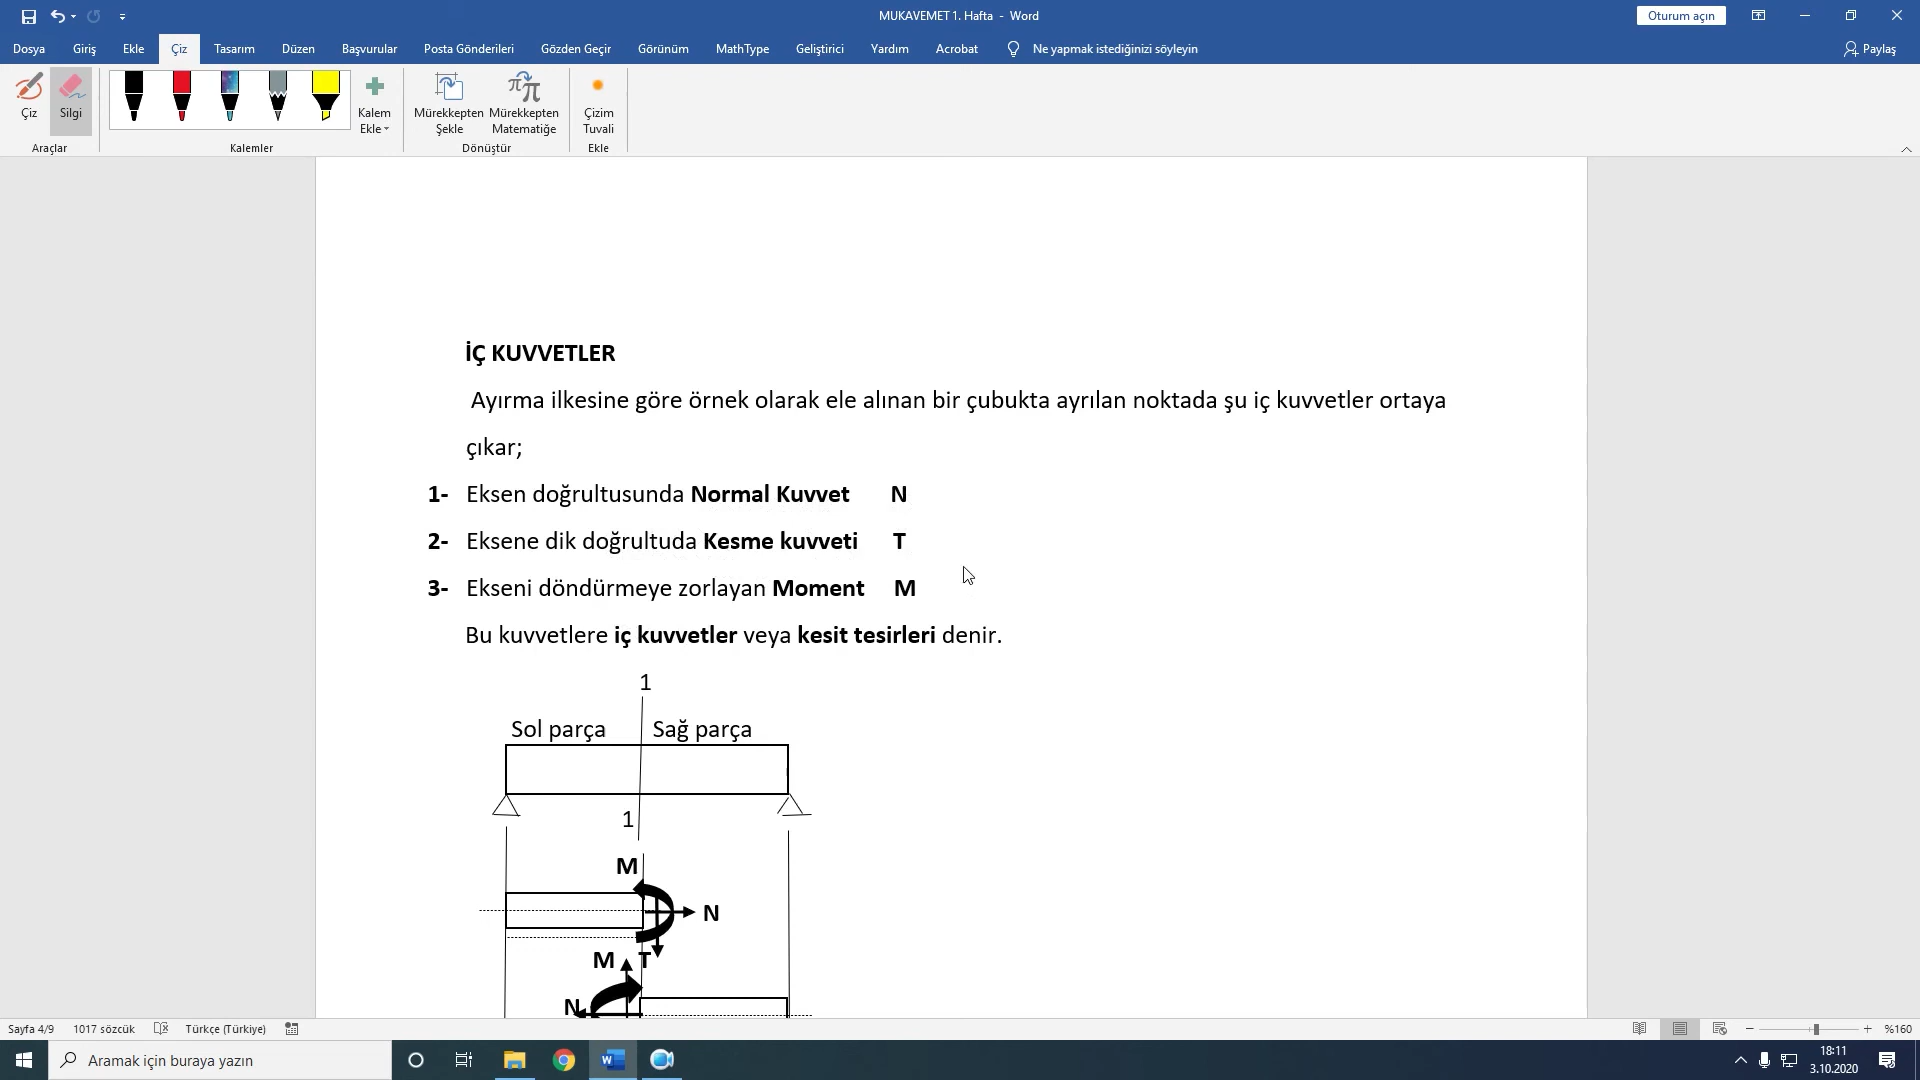 MUKAVEMET 1. Hafta - Word
Oturum açın
Dosya Giriş Ekle Çiz Tasarım Düzen Başvurular Posta Gönderileri Gözden Geçir Görünüm MathType Geliştirici Yardım Acrobat Ne yapmak istediğinizi söyleyin Paylaş
Çiz
Silgi
Kalem
Ekle
Mürekkepten
Şekle
Mürekkepten
Matematiğe
Çizim
Tuvali
Araçlar Kalemler Dönüştür Ekle
İÇ KUVVETLER
Ayırma ilkesine göre örnek olarak ele alınan bir çubukta ayrılan noktada şu iç kuvvetler ortaya
çıkar;
1- Eksen doğrultusunda Normal Kuvvet N
2- Eksene dik doğrultuda Kesme kuvveti T
3- Ekseni döndürmeye zorlayan Moment M
Bu kuvvetlere iç kuvvetler veya kesit tesirleri denir.
1
Sol parça Sağ parça
1
M
N
M T
N
Sayfa 4/9 1017 sözcük Türkçe (Türkiye) %160
Aramak için buraya yazın
18:11
3.10.2020